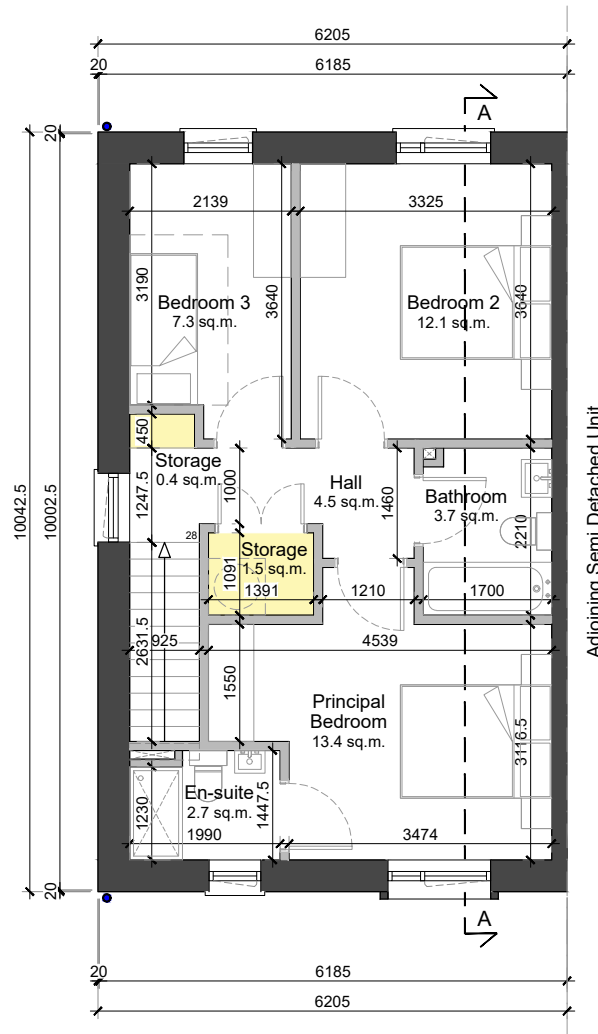 6205
20
6185
A
20
2139
3325
3190
3640
3640
Bedroom 3
7.3 sq.m.
Bedroom 2
12.1 sq.m.
450
Storage
0.4 sq.m.
1247.5
1000
Hall
4.5 sq.m.
1460
Bathroom
3.7 sq.m.
2210
10042.5
10002.5
Adjoining Semi Detached Unit
28
Storage
1.5 sq.m.
1091
1391
1210
1700
2631.5
925
4539
1550
Principal
Bedroom
13.4 sq.m.
3116.5
En-suite
2.7 sq.m.
1230
1447.5
1990
3474
20
A
20
6185
6205